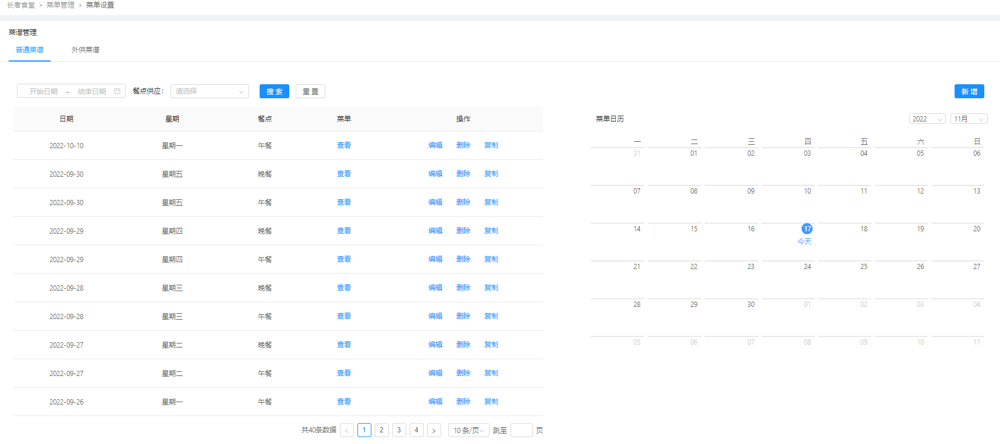 长者食堂 > 菜单管理 > 菜单设置
菜谱管理
普通菜谱 外供菜谱
开始日期 ~ 结束日期 餐点供应： 请选择 搜索 重置 新增
日期 星期 餐点 菜单 操作
2022-10-10 星期一 午餐 查看 编辑 删除 复制
2022-09-30 星期五 晚餐 查看 编辑 删除 复制
2022-09-30 星期五 午餐 查看 编辑 删除 复制
2022-09-29 星期四 晚餐 查看 编辑 删除 复制
2022-09-29 星期四 午餐 查看 编辑 删除 复制
2022-09-28 星期三 晚餐 查看 编辑 删除 复制
2022-09-28 星期三 午餐 查看 编辑 删除 复制
2022-09-27 星期二 晚餐 查看 编辑 删除 复制
2022-09-27 星期二 午餐 查看 编辑 删除 复制
2022-09-26 星期一 午餐 查看 编辑 删除 复制
共40条数据 < 1 2 3 4 > 10 条/页 跳至 页
菜单日历 2022 11月
一 二 三 四 五 六 日
31 01 02 03 04 05 06
07 08 09 10 11 12 13
14 15 16 17 18 19 20
今天
21 22 23 24 25 26 27
28 29 30 01 02 03 04
05 06 07 08 09 10 11